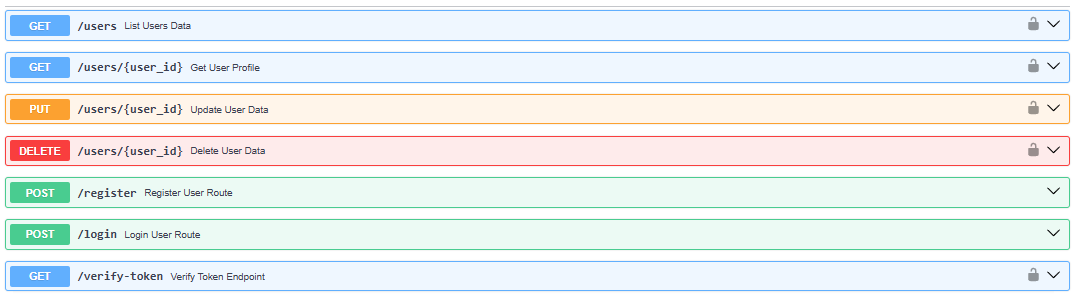 GET /users List Users Data
GET /users/{user_id} Get User Profile
PUT /users/{user_id} Update User Data
DELETE /users/{user_id} Delete User Data
POST /register Register User Route
POST /login Login User Route
GET /verify-token Verify Token Endpoint